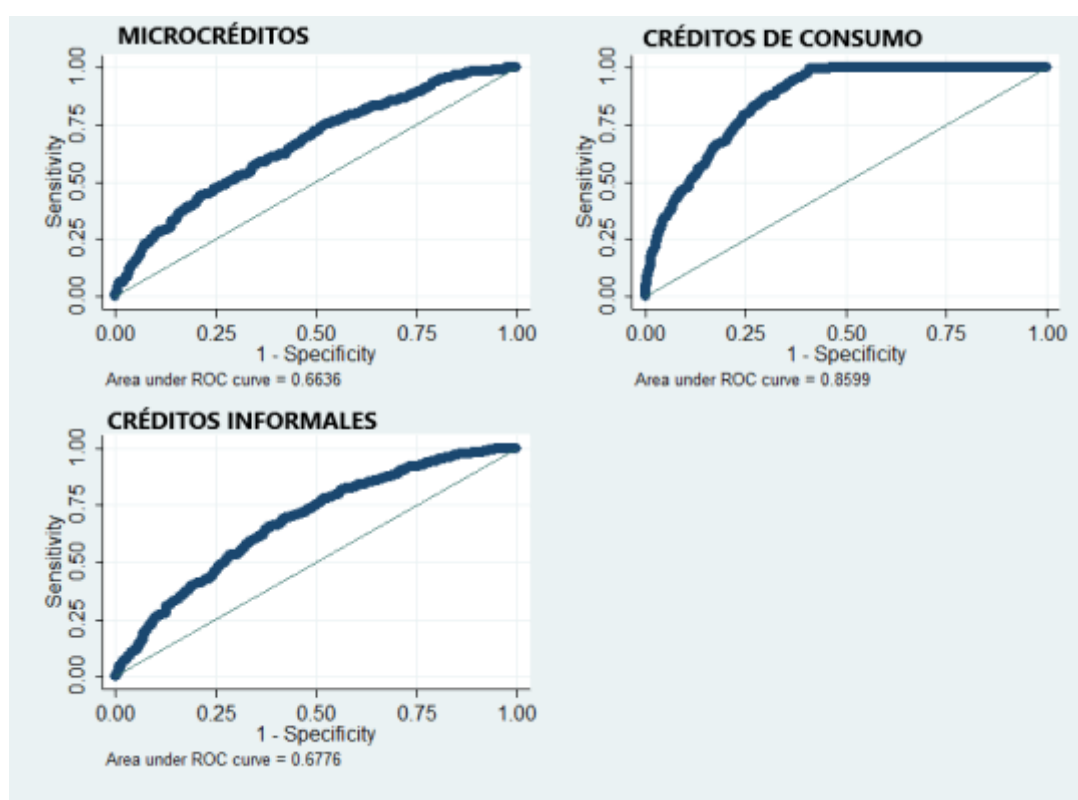 MICROCRÉDITOS
Sensitivity
1.00
0.75
0.50
0.25
0.00
0.00 0.25 0.50 0.75 1.00
1 - Specificity
Area under ROC curve = 0.6636
CRÉDITOS DE CONSUMO
Sensitivity
1.00
0.75
0.50
0.25
0.00
0.00 0.25 0.50 0.75 1.00
1 - Specificity
Area under ROC curve = 0.8599
CRÉDITOS INFORMALES
Sensitivity
1.00
0.75
0.50
0.25
0.00
0.00 0.25 0.50 0.75 1.00
1 - Specificity
Area under ROC curve = 0.6776